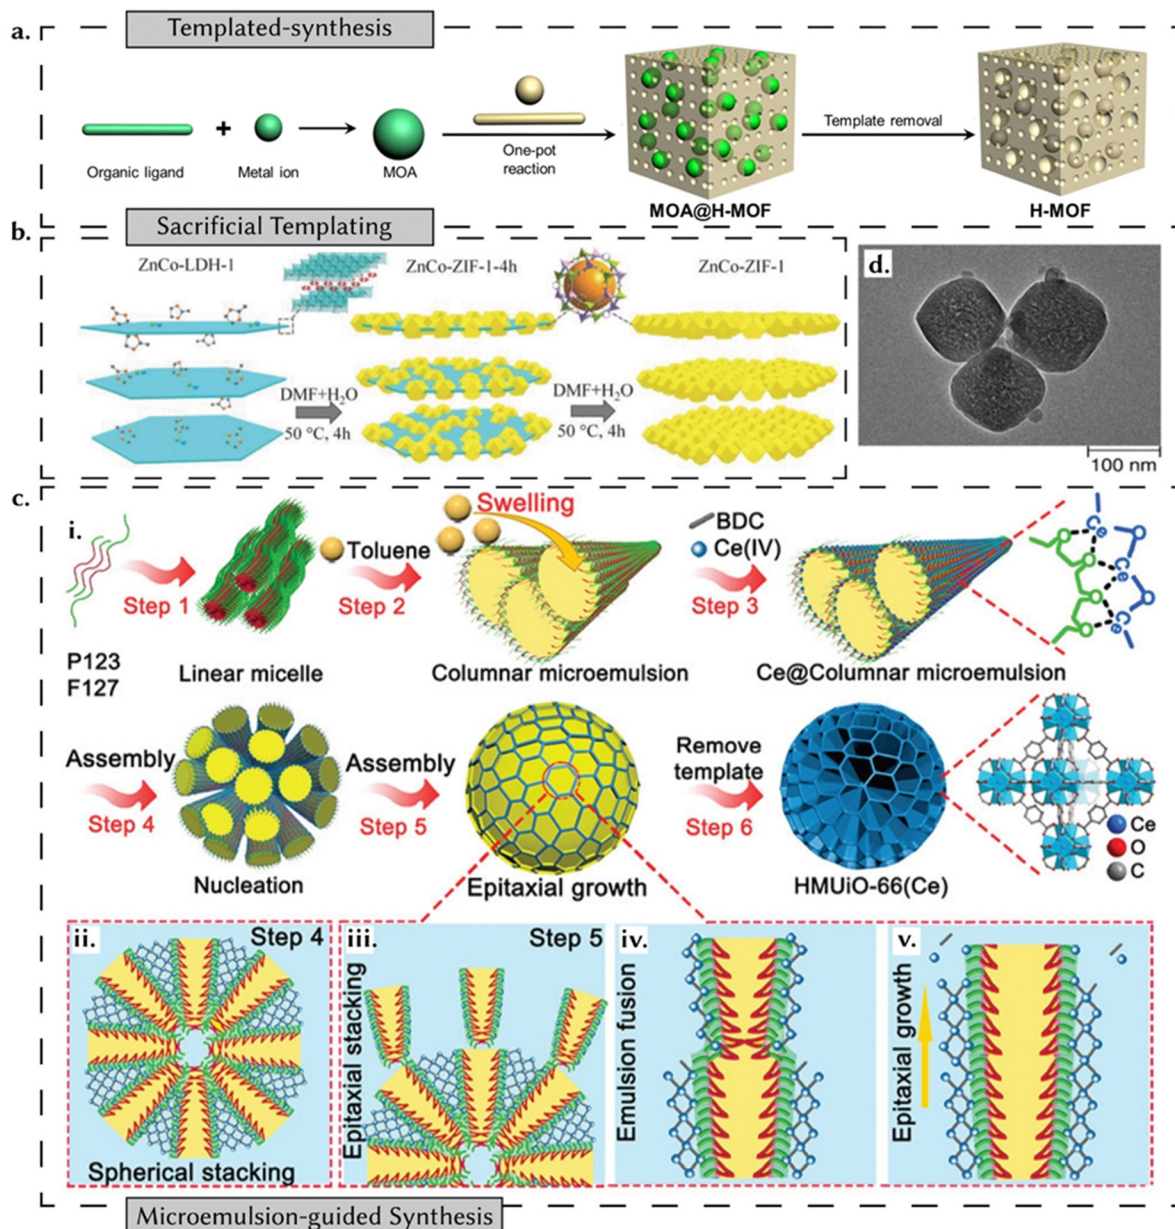 a.
Templated-synthesis
Organic ligand
+
Metal ion
MOA
One-pot
reaction
MOA@H-MOF
Template removal
H-MOF
b.
Sacrificial Templating
ZnCo-LDH-1
ZnCo-ZIF-1-4h
ZnCo-ZIF-1
DMF+H₂O
50 °C, 4h
DMF+H₂O
50 °C, 4h
d.
100 nm
c.
i.
P123
F127
Step 1
Linear micelle
Toluene
Step 2
Swelling
Columnar microemulsion
BDC
Ce(IV)
Step 3
Ce@Columnar microemulsion
Ce
O
O
Ce
O
O
Ce
O
Assembly
Step 4
Nucleation
Assembly
Step 5
Epitaxial growth
Remove
template
Step 6
HMUiO-66(Ce)
Ce
O
C
ii.
Step 4
Spherical stacking
iii.
Step 5
Epitaxial stacking
iv.
Emulsion fusion
v.
Epitaxial growth
Microemulsion-guided Synthesis